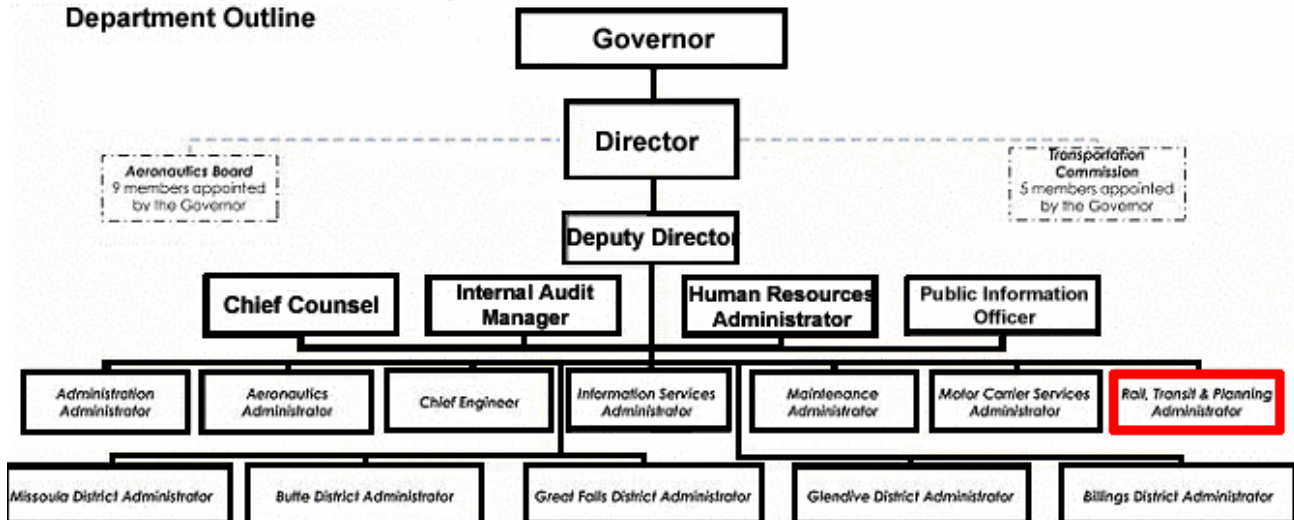 Department Outline
Governor
Director
Aeronautics Board
9 members appointed
by the Governor
Transportation
Commission
5 members appointed
by the Governor
Deputy Director
Chief Counsel
Internal Audit
Manager
Human Resources
Administrator
Public Information
Officer
Administration
Administrator
Aeronautics
Administrator
Chief Engineer
Information Services
Administrator
Maintenance
Administrator
Motor Carrier Services
Administrator
Rail, Transit & Planning
Administrator
Missoula District Administrator
Butte District Administrator
Great Falls District Administrator
Glendive District Administrator
Billings District Administrator